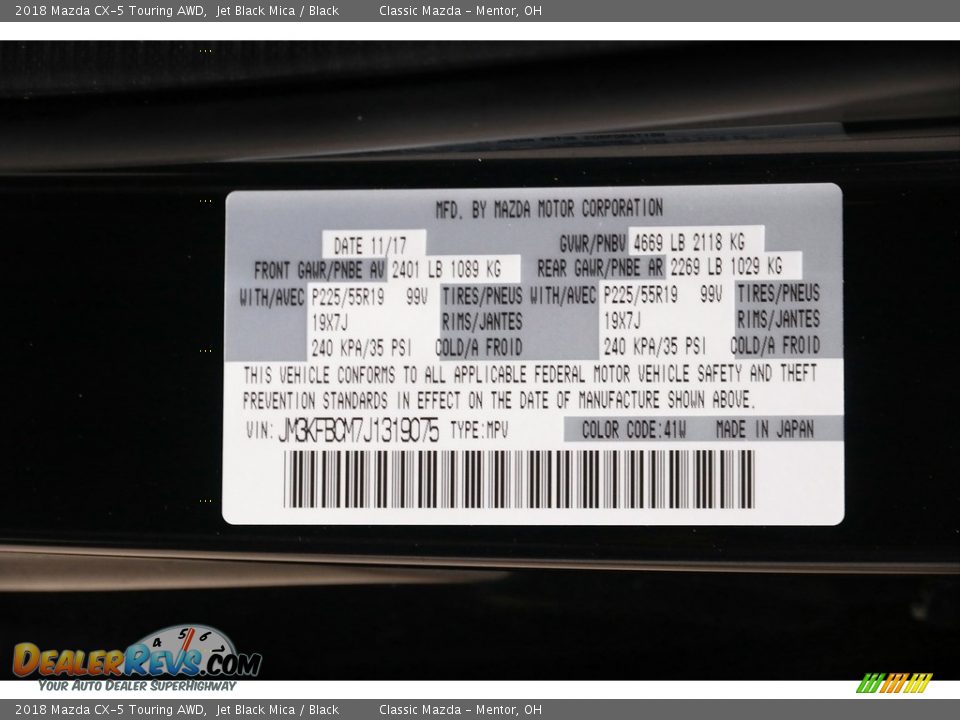 2018 Mazda CX-5 Touring AWD, Jet Black Mica / Black Classic Mazda - Mentor, OH
MFD. BY MAZDA MOTOR CORPORATION
DATE 11/17 GVWR/PNBV 4669 LB 2118 KG
FRONT GAWR/PNBE AV 2401 LB 1089 KG REAR GAWR/PNBE AR 2269 LB 1029 KG
WITH/AVEC P225/55R19 99V TIRES/PNEUS WITH/AVEC P225/55R19 99V TIRES/PNEUS
19X7J RIMS/JANTES 19X7J RIMS/JANTES
240 KPA/35 PSI COLD/A FROID 240 KPA/35 PSI COLD/A FROID
THIS VEHICLE CONFORMS TO ALL APPLICABLE FEDERAL MOTOR VEHICLE SAFETY AND THEFT
PREVENTION STANDARDS IN EFFECT ON THE DATE OF MANUFACTURE SHOWN ABOVE.
VIN: JM3KFBCM7J1319075 TYPE:MPV COLOR CODE:41W MADE IN JAPAN
4 5 6 7
DEALERREVS.COM
YOUR AUTO DEALER SUPERHIGHWAY
2018 Mazda CX-5 Touring AWD, Jet Black Mica / Black Classic Mazda - Mentor, OH